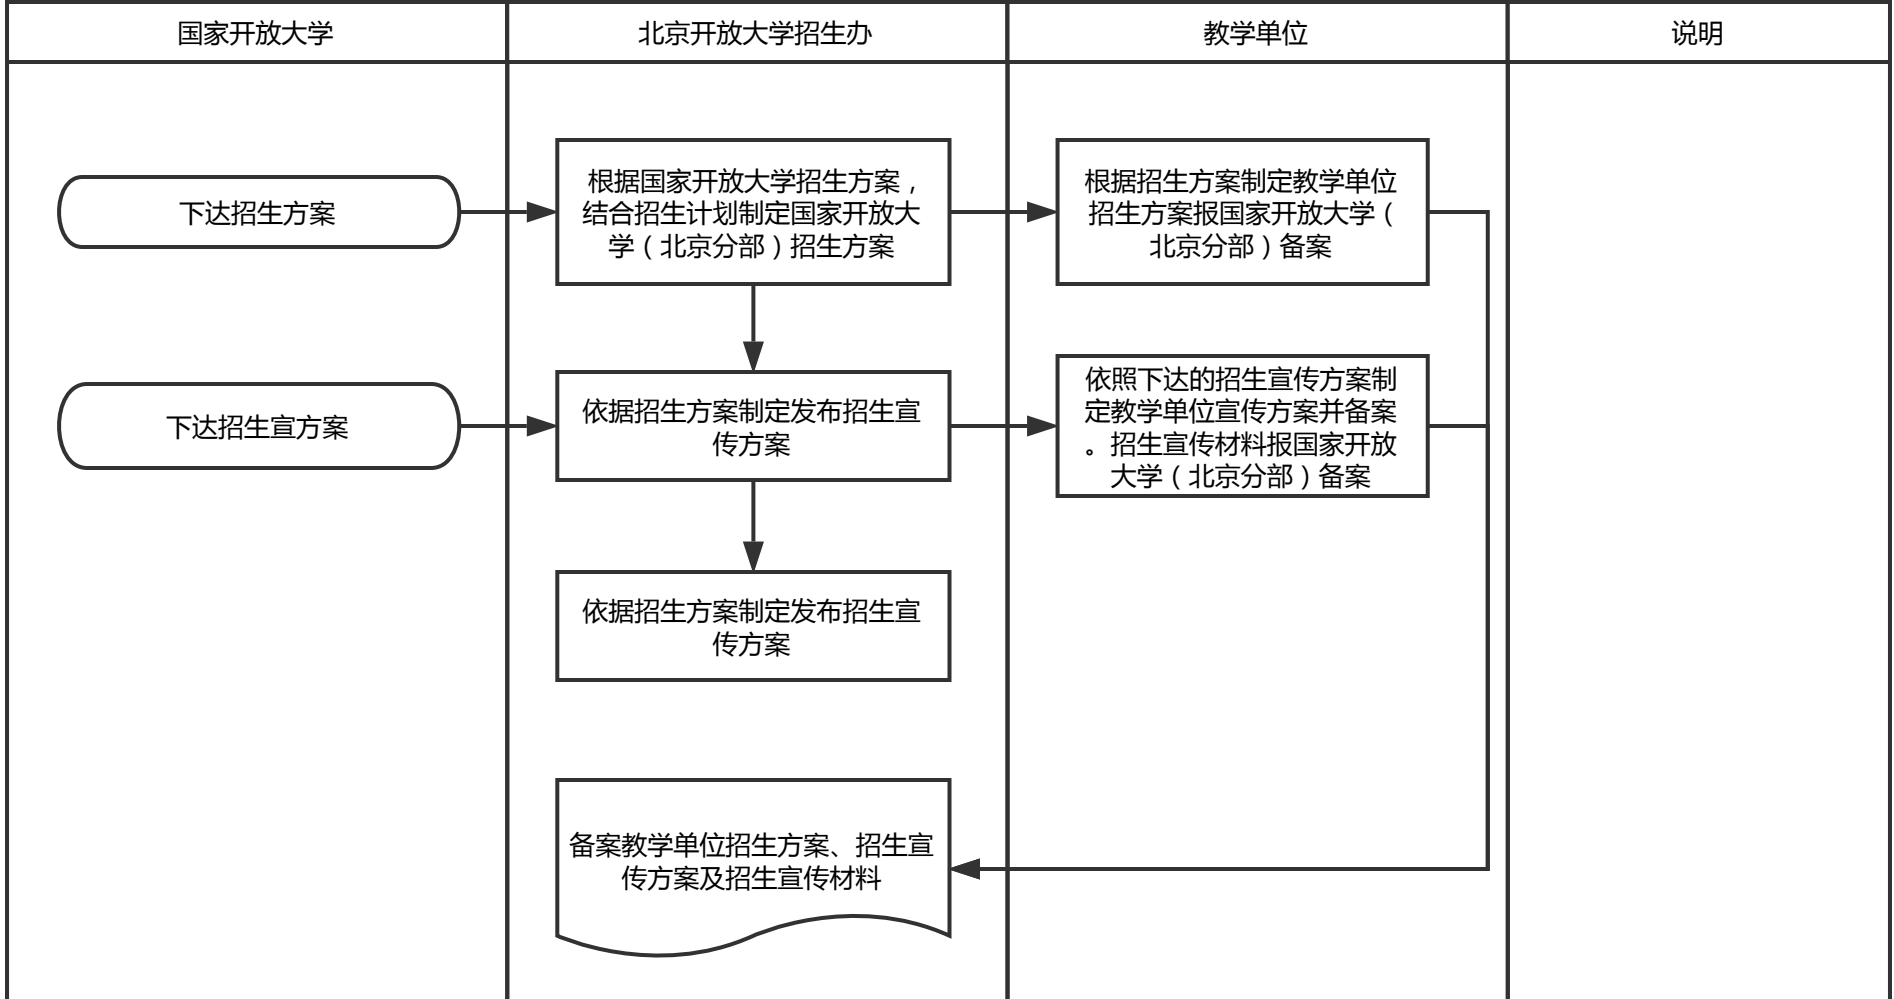 国家开放大学
北京开放大学招生办
教学单位
说明
下达招生方案
根据国家开放大学招生方案，
结合招生计划制定国家开放大
学（北京分部）招生方案
根据招生方案制定教学单位
招生方案报国家开放大学（
北京分部）备案
下达招生宣方案
依据招生方案制定发布招生宣
传方案
依照下达的招生宣传方案制
定教学单位宣传方案并备案
。招生宣传材料报国家开放
大学（北京分部）备案
依据招生方案制定发布招生宣
传方案
备案教学单位招生方案、招生宣
传方案及招生宣传材料